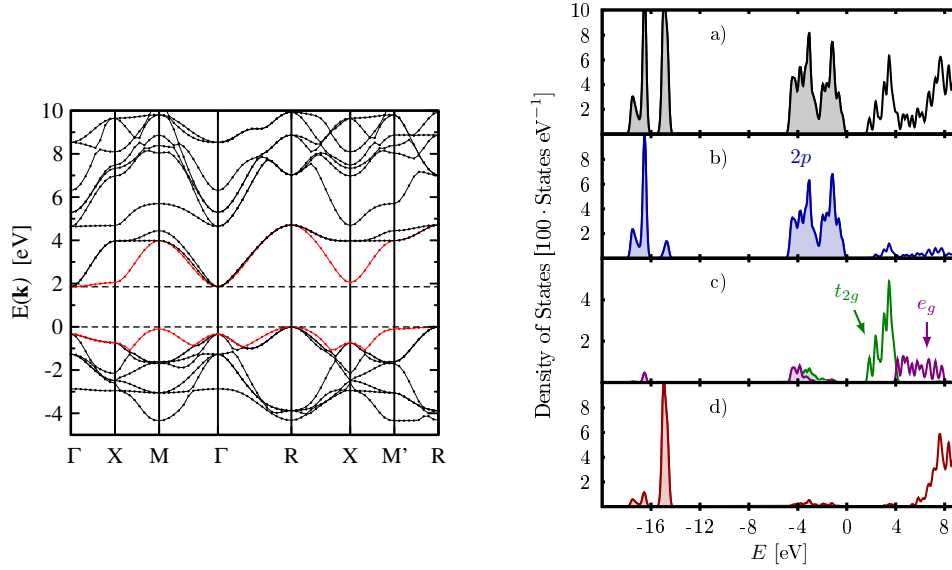 E(k) [eV]
10
8
6
4
2
0
-2
-4
Γ X M Γ R X M' R
Density of States [100 · States eV⁻¹]
10
8
6
4
2
a)
8
6
4
2
b)
2p
4
2
c)
t2g
eg
8
6
4
2
d)
-16 -12 -8 -4 0 4 8
E [eV]